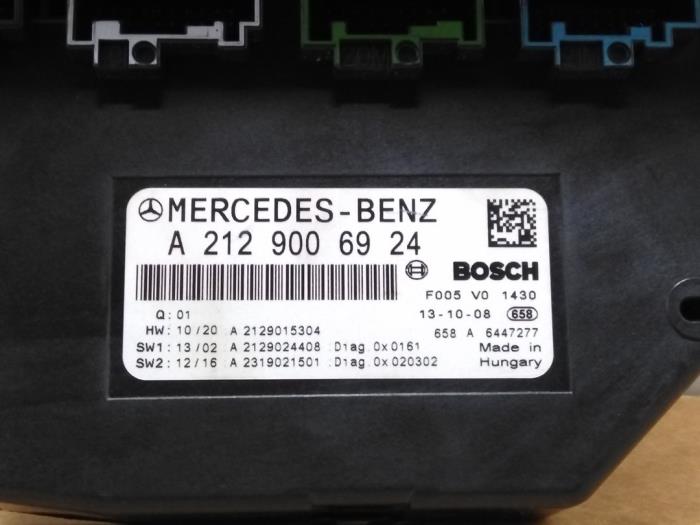 MERCEDES-BENZ
A 212 900 69 24
BOSCH
F005 V0 1430
Q: 01
13-10-08 658
HW: 10/20 A 2129015304
658 A 6447277
SW1: 13/02 A 2129024408 :Diag.0x0161
Made in
SW2: 12/16 A 2319021501 :Diag.0x020302
Hungary